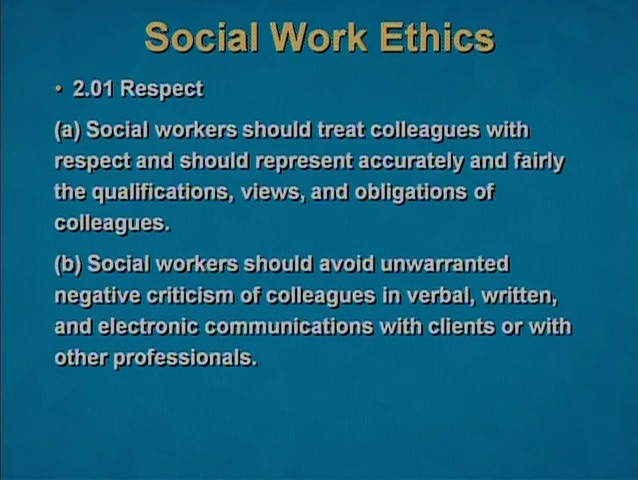 Social Work Ethics
• 2.01 Respect
(a) Social workers should treat colleagues with
respect and should represent accurately and fairly
the qualifications, views, and obligations of
colleagues.
(b) Social workers should avoid unwarranted
negative criticism of colleagues in verbal, written,
and electronic communications with clients or with
other professionals.